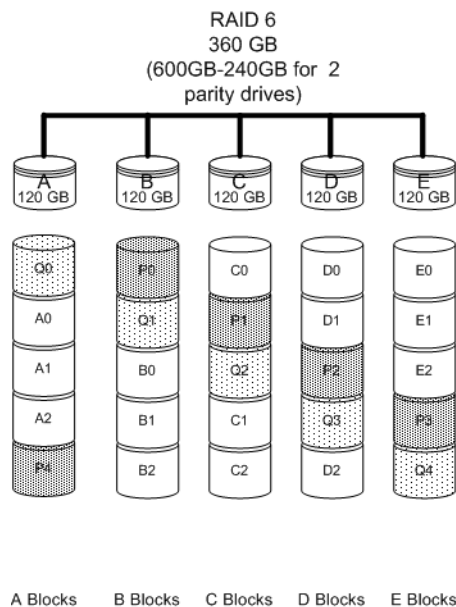 RAID 6
360 GB
(600GB-240GB for 2
parity drives)
A B C D E
120 GB 120 GB 120 GB 120 GB 120 GB
Q0 P0 C0 D0 E0
A0 Q1 P1 D1 E1
A1 B0 Q2 P2 E2
A2 B1 C1 Q3 P3
P4 B2 C2 D2 Q4
A Blocks B Blocks C Blocks D Blocks E Blocks